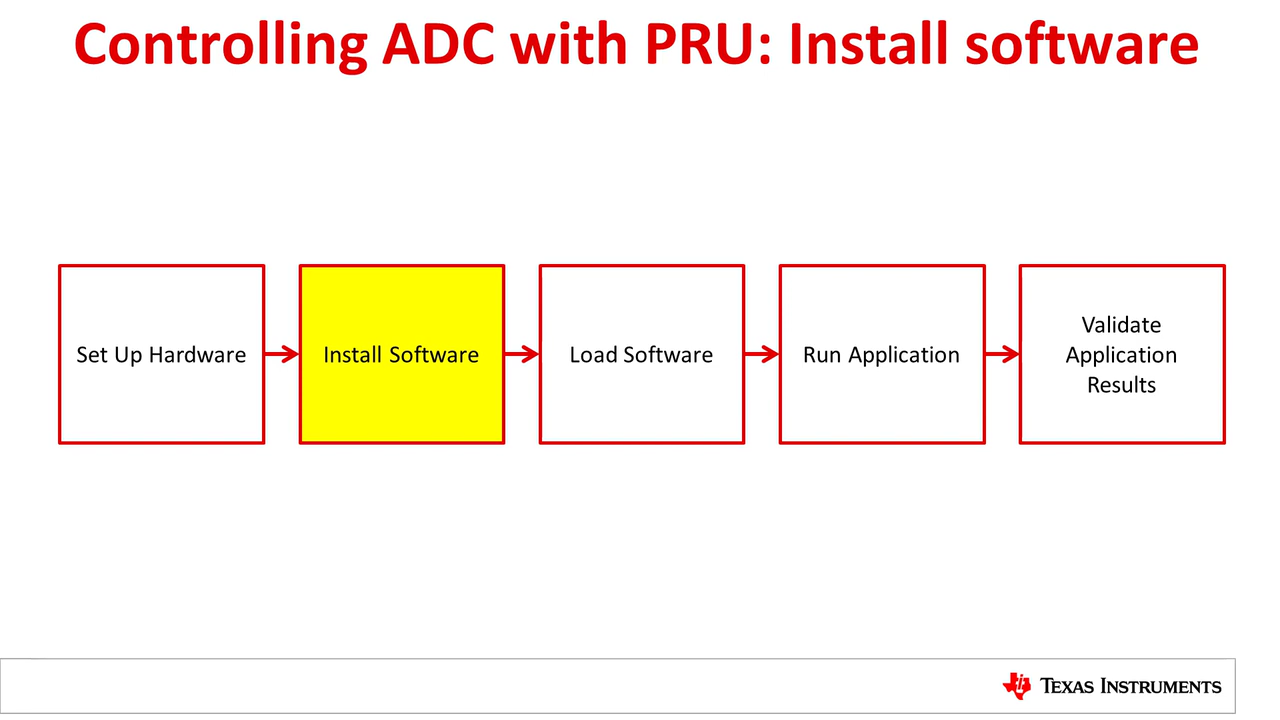 Controlling ADC with PRU: Install software
Set Up Hardware
Install Software
Load Software
Run Application
Validate
Application
Results
TEXAS INSTRUMENTS